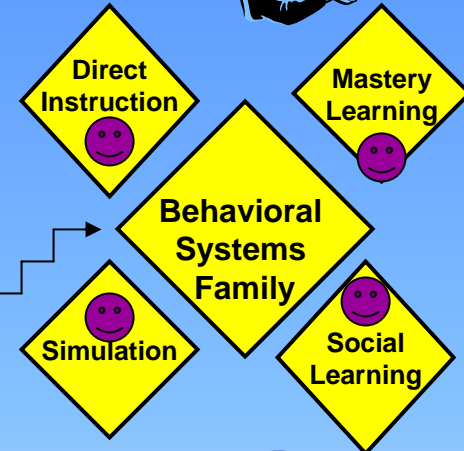 Direct
Instruction
Mastery
Learning
Behavioral
Systems
Family
Simulation
Social
Learning